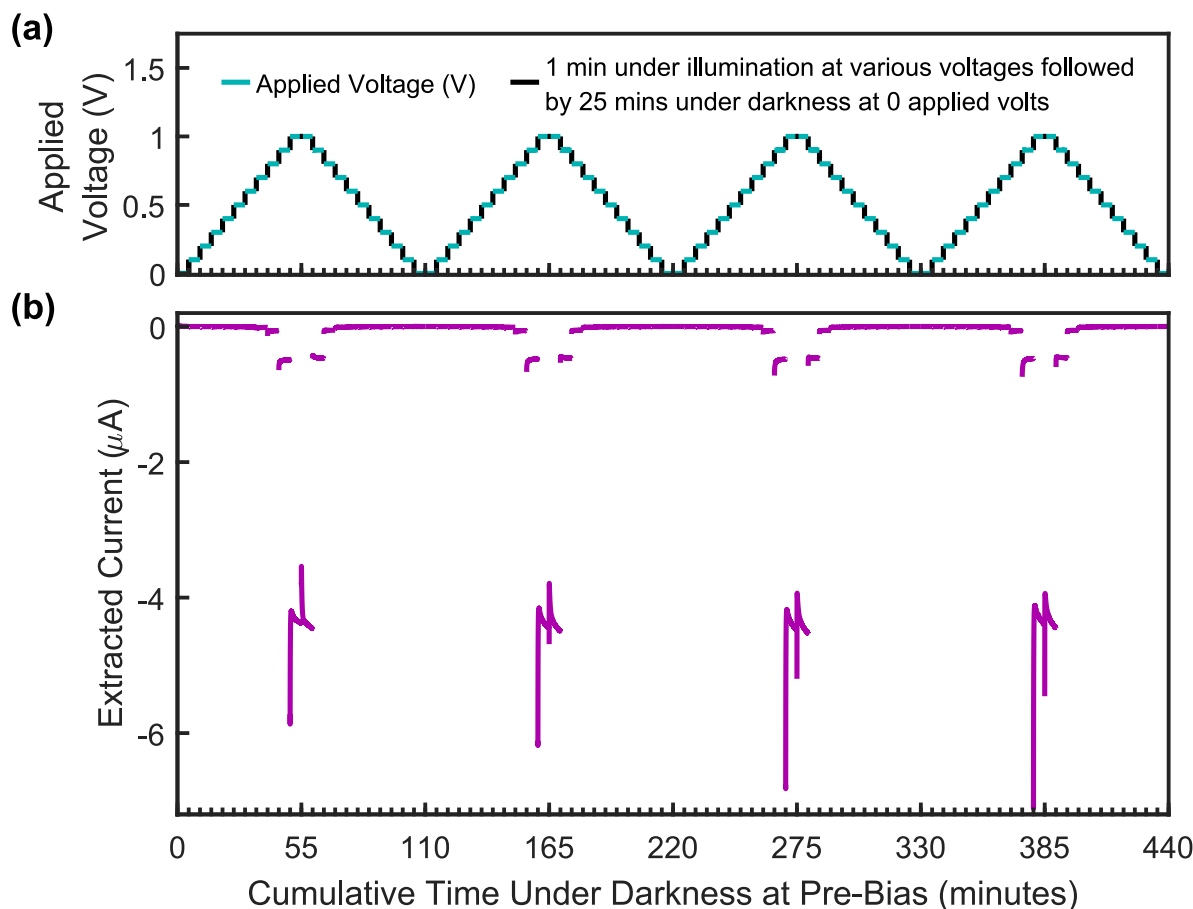 (a)
Applied Voltage (V)
1.5
1
0.5
0
Applied Voltage (V)
1 min under illumination at various voltages followed
by 25 mins under darkness at 0 applied volts
(b)
Extracted Current (μA)
0
-2
-4
-6
0 55 110 165 220 275 330 385 440
Cumulative Time Under Darkness at Pre-Bias (minutes)